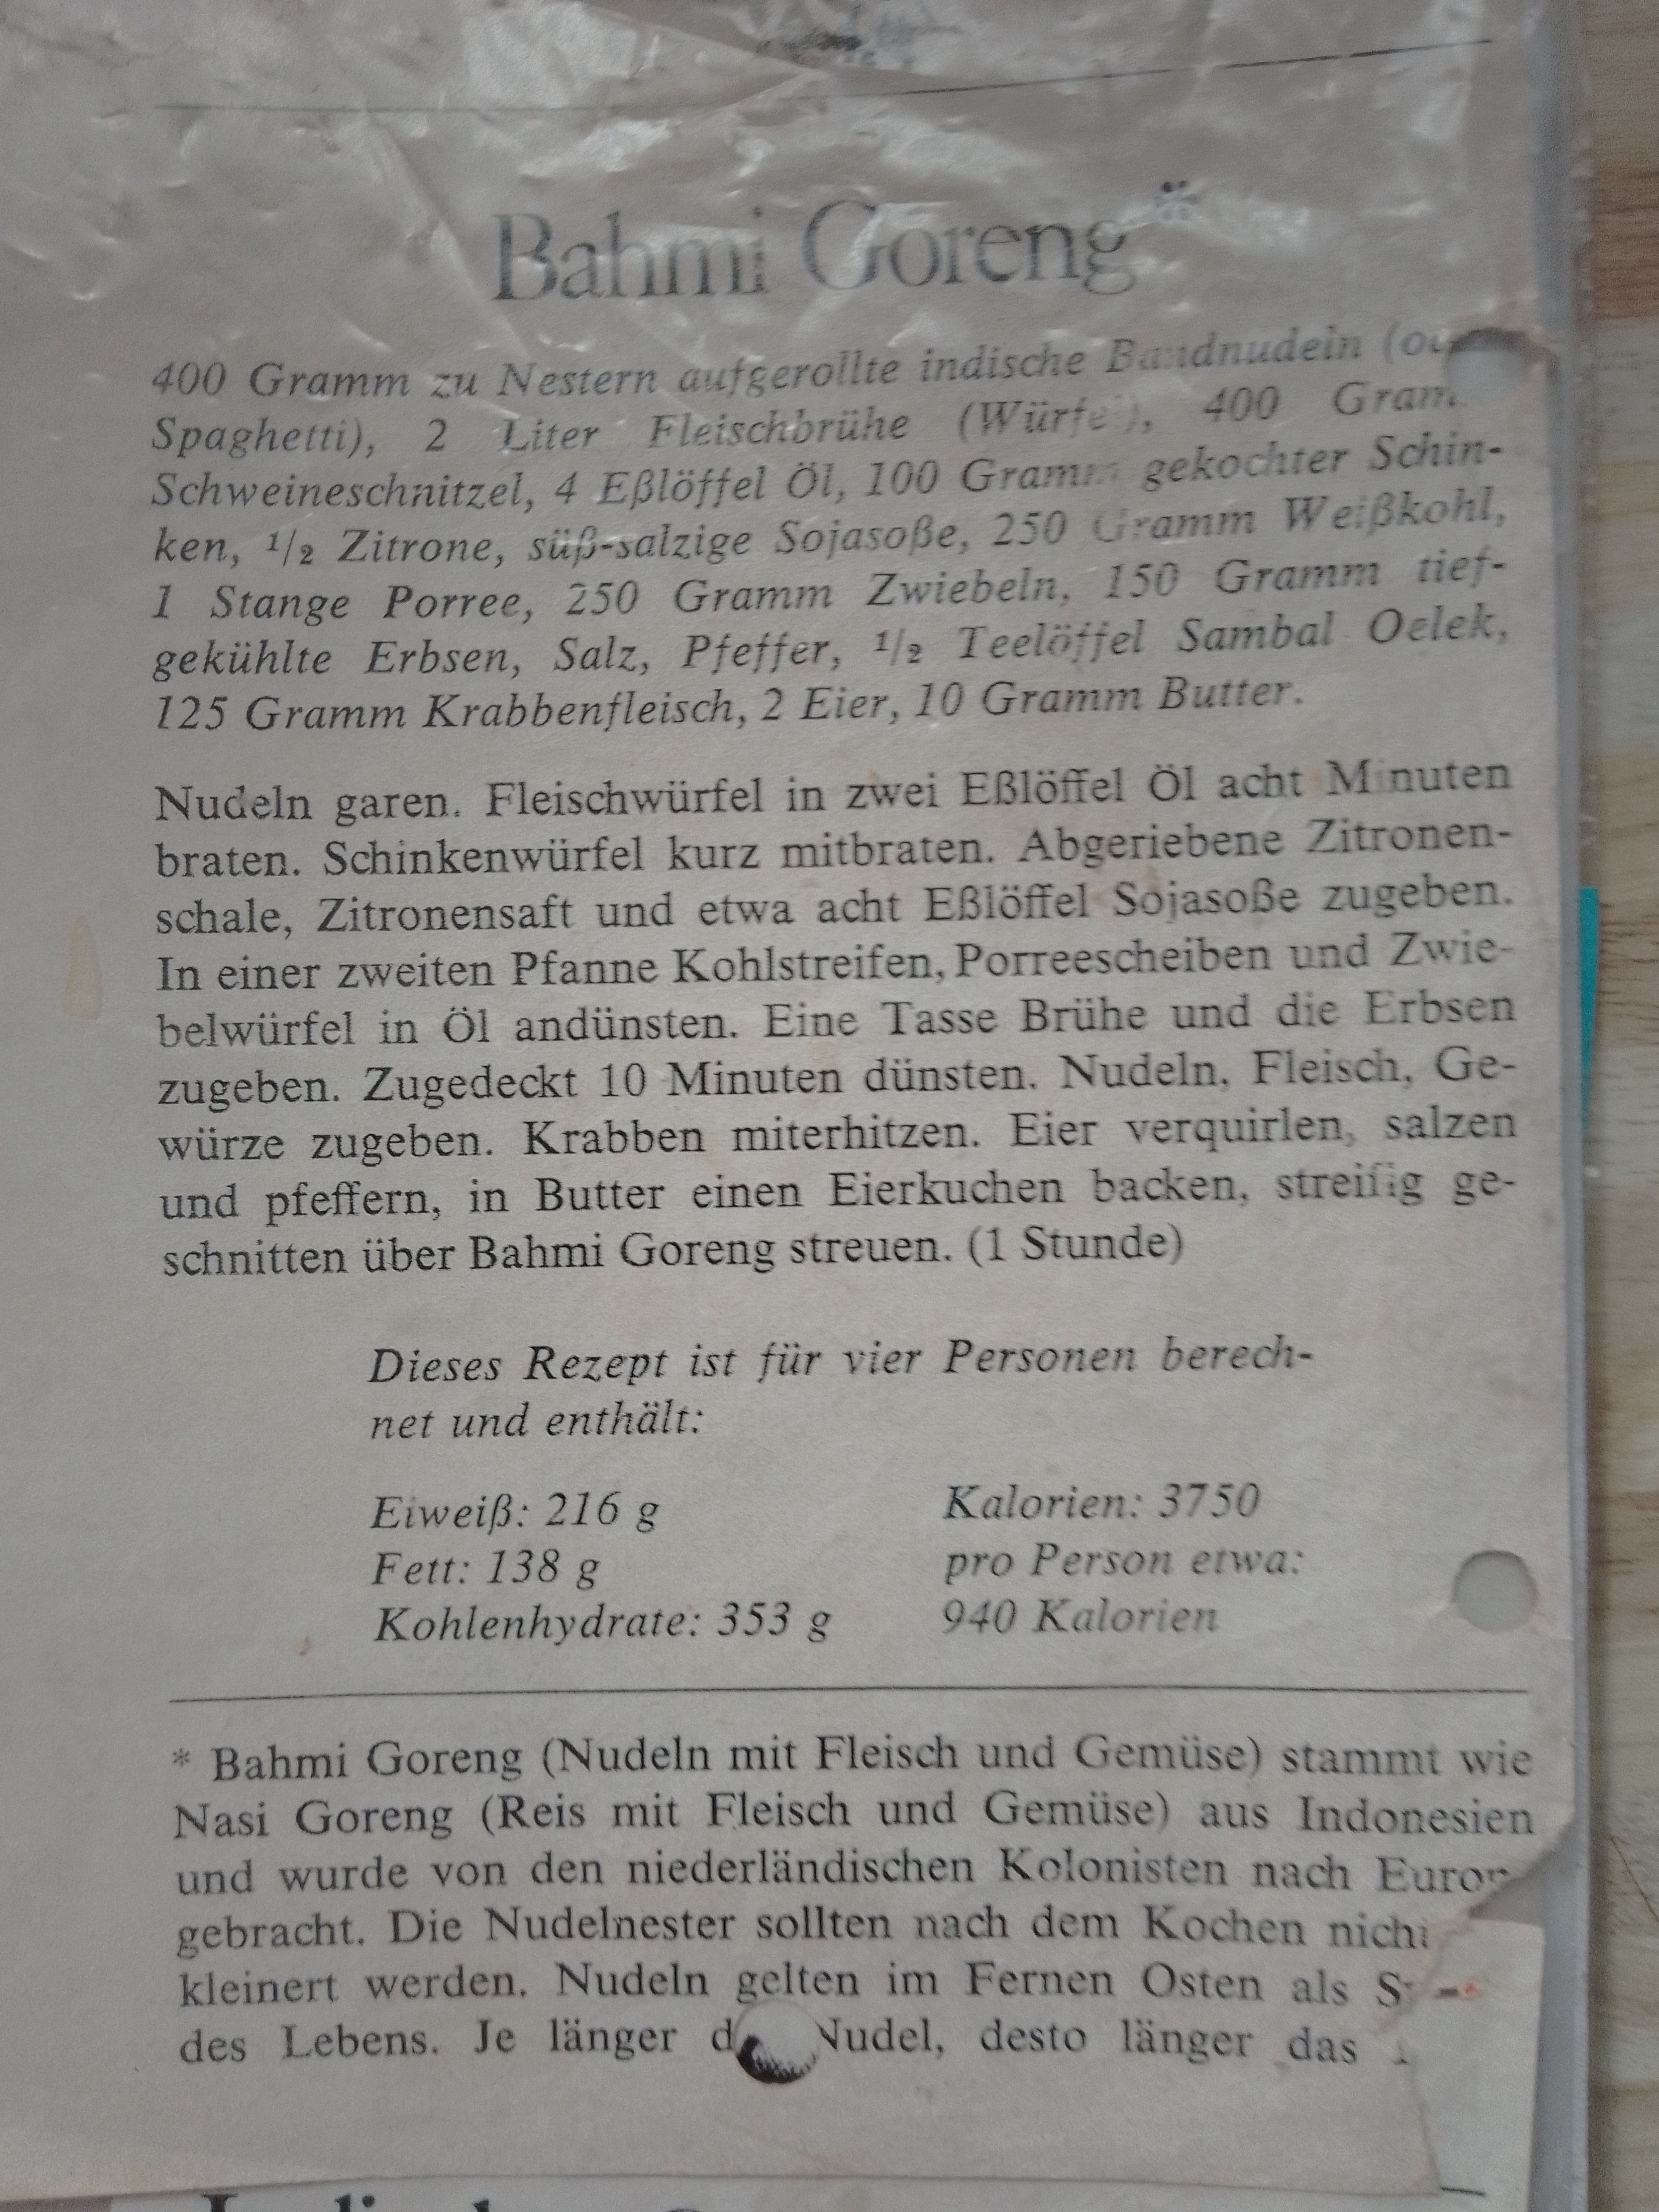 Bahmi Goreng*
400 Gramm zu Nestern aufgerollte indische Bandnudeln
Spaghetti), 2 Liter Fleischbrühe (Würfel), 400 Gramm
Schweineschnitzel, 4 Eßlöffel Öl, 100 Gramm gekochter Schin-
ken, 1/2 Zitrone, süß-salzige Sojasoße, 250 Gramm Weißkohl,
1 Stange Porree, 250 Gramm Zwiebeln, 150 Gramm tief-
gekühlte Erbsen, Salz, Pfeffer, 1/2 Teelöffel Sambal Oelek,
125 Gramm Krabbenfleisch, 2 Eier, 10 Gramm Butter.
Nudeln garen. Fleischwürfel in zwei Eßlöffel Öl acht Minuten
braten. Schinkenwürfel kurz mitbraten. Abgeriebene Zitronen-
schale, Zitronensaft und etwa acht Eßlöffel Sojasoße zugeben.
In einer zweiten Pfanne Kohlstreifen, Porreescheiben und Zwie-
belwürfel in Öl andünsten. Eine Tasse Brühe und die Erbsen
zugeben. Zugedeckt 10 Minuten dünsten. Nudeln, Fleisch, Ge-
würze zugeben. Krabben miterhitzen. Eier verquirlen, salzen
und pfeffern, in Butter einen Eierkuchen backen, streifig ge-
schnitten über Bahmi Goreng streuen. (1 Stunde)
Dieses Rezept ist für vier Personen berech-
net und enthält:
Eiweiß: 216 g
Fett: 138 g
Kohlenhydrate: 353 g
Kalorien: 3750
pro Person etwa:
940 Kalorien
* Bahmi Goreng (Nudeln mit Fleisch und Gemüse) stammt wie
Nasi Goreng (Reis mit Fleisch und Gemüse) aus Indonesien
und wurde von den niederländischen Kolonisten nach Europa
gebracht. Die Nudelnester sollten nach dem Kochen nicht
kleinert werden. Nudeln gelten im Fernen Osten als
des Lebens. Je länger die Nudel, desto länger das